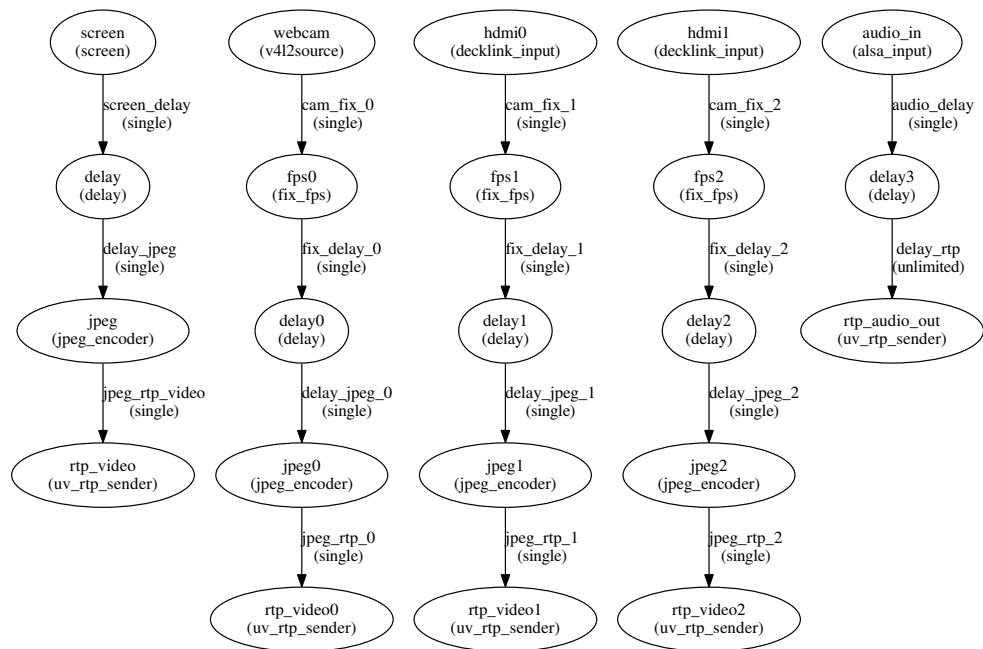 screen
(screen)
webcam
(v4l2source)
hdmi0
(decklink_input)
hdmi1
(decklink_input)
audio_in
(alsa_input)
screen_delay
(single)
cam_fix_0
(single)
cam_fix_1
(single)
cam_fix_2
(single)
audio_delay
(single)
delay
(delay)
fps0
(fix_fps)
fps1
(fix_fps)
fps2
(fix_fps)
delay3
(delay)
delay_jpeg
(single)
fix_delay_0
(single)
fix_delay_1
(single)
fix_delay_2
(single)
delay_rtp
(unlimited)
jpeg
(jpeg_encoder)
delay0
(delay)
delay1
(delay)
delay2
(delay)
rtp_audio_out
(uv_rtp_sender)
jpeg_rtp_video
(single)
delay_jpeg_0
(single)
delay_jpeg_1
(single)
delay_jpeg_2
(single)
rtp_video
(uv_rtp_sender)
jpeg0
(jpeg_encoder)
jpeg1
(jpeg_encoder)
jpeg2
(jpeg_encoder)
jpeg_rtp_0
(single)
jpeg_rtp_1
(single)
jpeg_rtp_2
(single)
rtp_video0
(uv_rtp_sender)
rtp_video1
(uv_rtp_sender)
rtp_video2
(uv_rtp_sender)